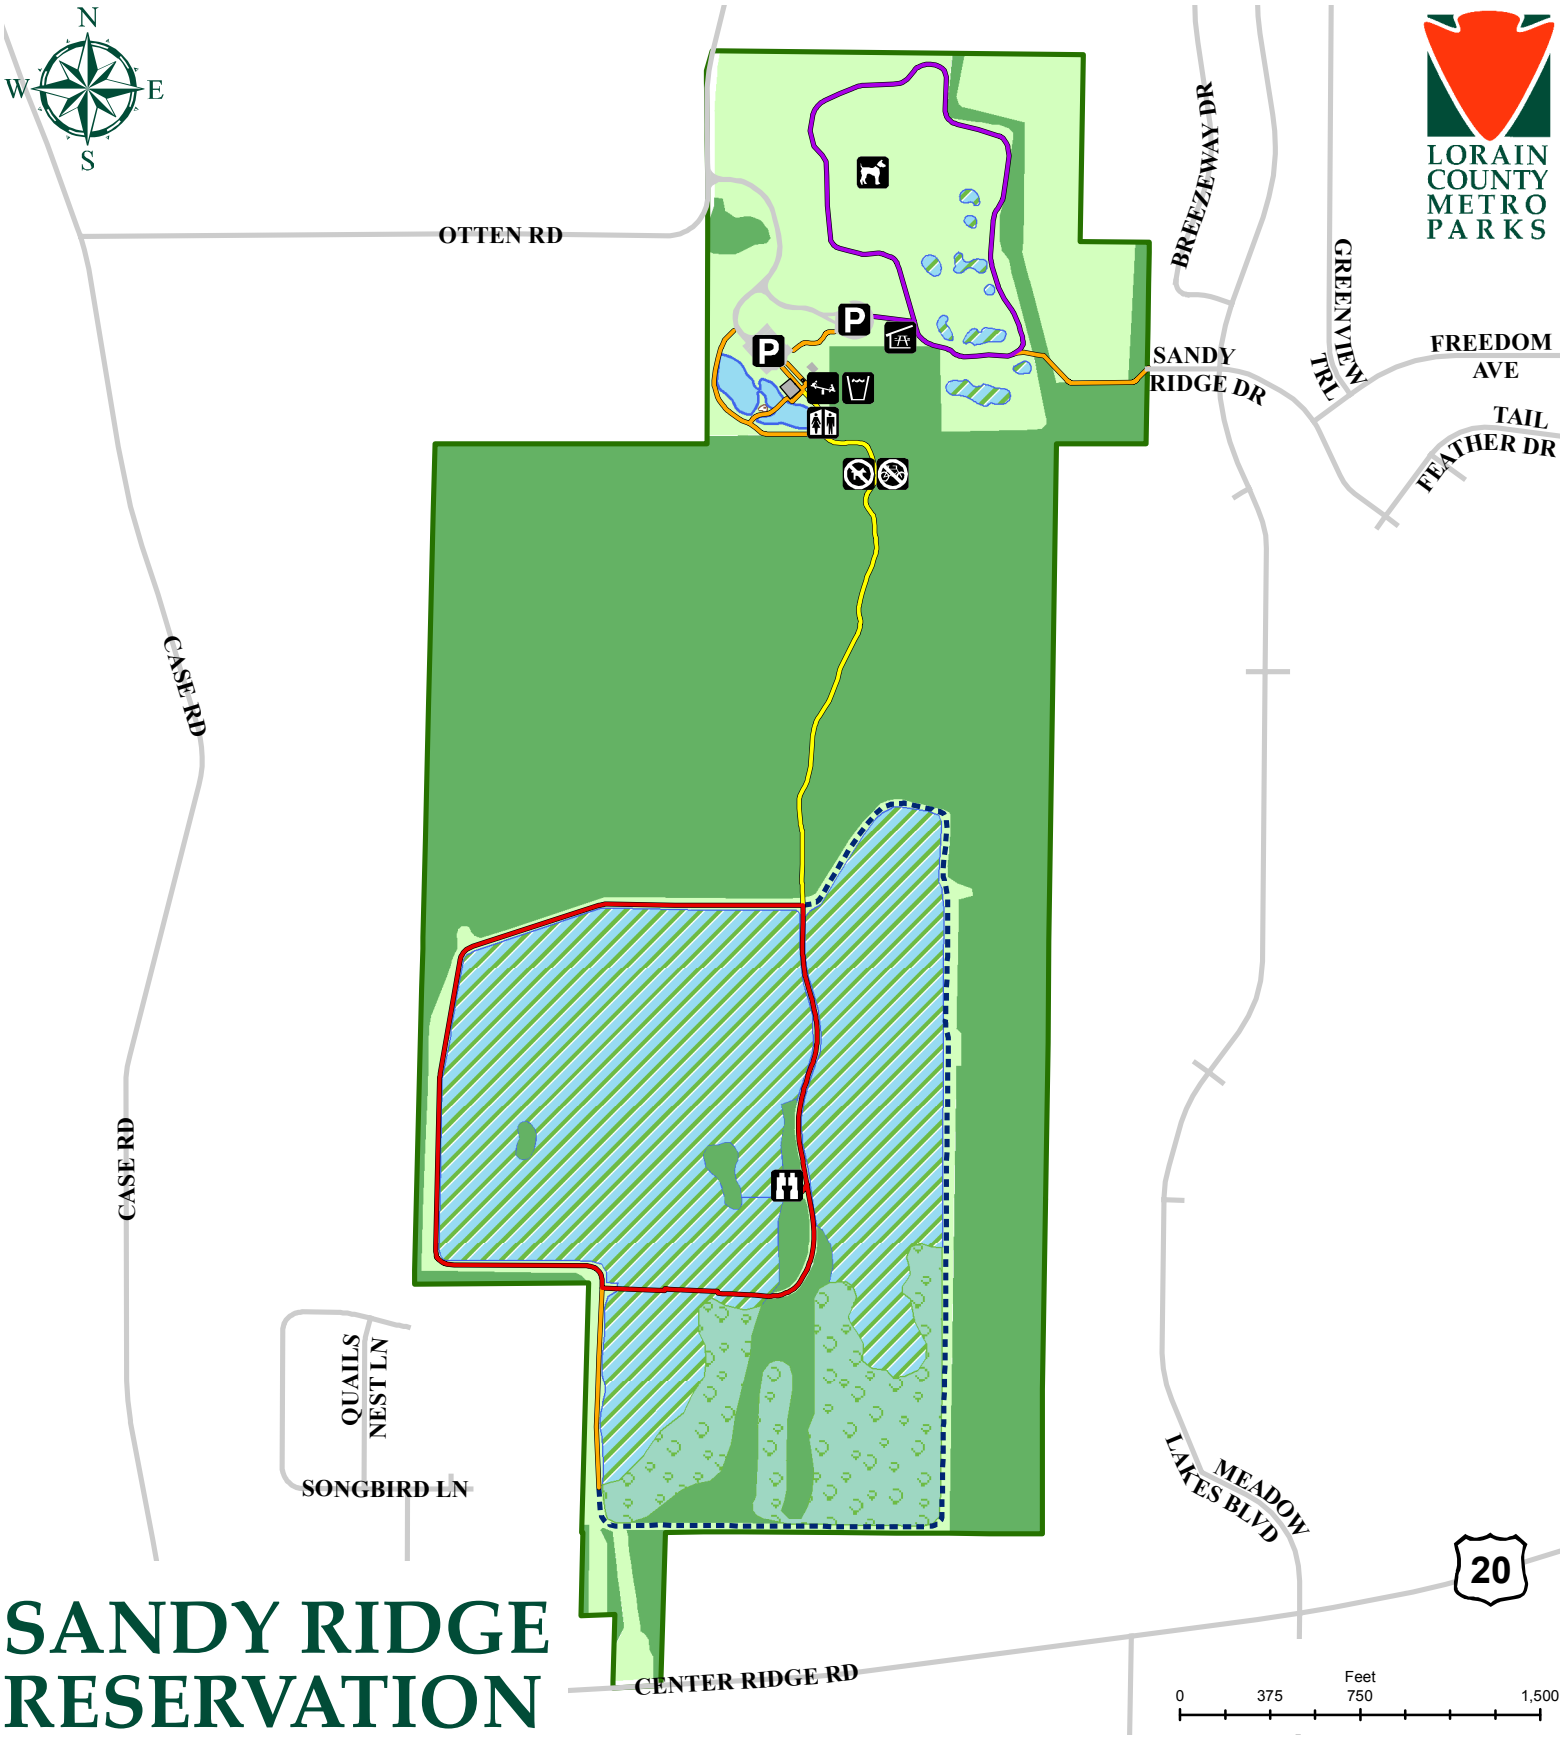 N
W E
S
LORAIN
COUNTY
METRO
PARKS
OTTEN RD
BREEZEWAY DR
GREENVIEW
TRL
FREEDOM
AVE
SANDY
RIDGE DR
TAIL
FEATHER DR
P
P
CASE RD
CASE RD
QUAILS
NEST LN
SONGBIRD LN
MEADOW
LAKES BLVD
20
CENTER RIDGE RD
SANDY RIDGE
RESERVATION
Feet
0 375 750 1,500